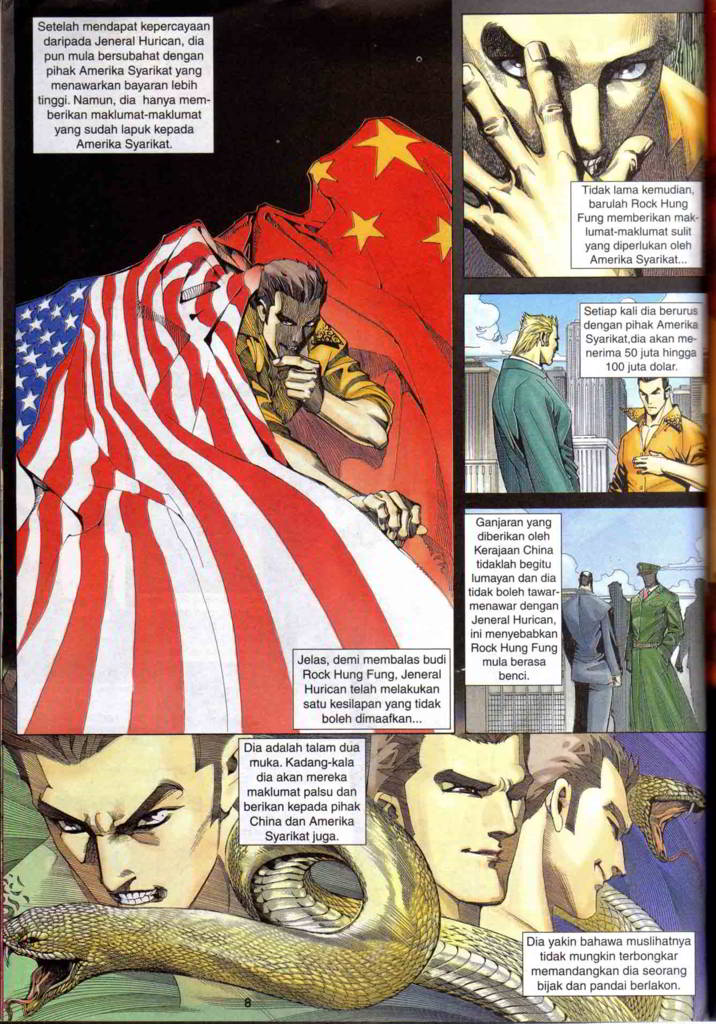 Setelah mendapat kepercayaan
daripada Jeneral Hurican, dia
pun mula bersubahat dengan
pihak Amerika Syarikat yang
menawarkan bayaran lebih
tinggi. Namun, dia hanya mem-
berikan maklumat-maklumat
yang sudah lapuk kepada
Amerika Syarikat.
Tidak lama kemudian,
barulah Rock Hung
Fung memberikan mak-
lumat-maklumat sulit
yang diperlukan oleh
Amerika Syarikat...
Setiap kali dia berurus
dengan pihak Amerika
Syarikat,dia akan me-
nerima 50 juta hingga
100 juta dolar.
Ganjaran yang
diberikan oleh
Kerajaan China
tidaklah begitu
lumayan dan dia
tidak boleh tawar-
menawar dengan
Jeneral Hurican,
ini menyebabkan
Rock Hung Fung
mula berasa
benci.
Jelas, demi membalas budi
Rock Hung Fung, Jeneral
Hurican telah melakukan
satu kesilapan yang tidak
boleh dimaafkan...
Dia adalah talam dua
muka. Kadang-kala
dia akan mereka
maklumat palsu dan
berikan kepada pihak
China dan Amerika
Syarikat juga.
Dia yakin bahawa muslihatnya
tidak mungkin terbongkar
memandangkan dia seorang
bijak dan pandai berlakon.
8